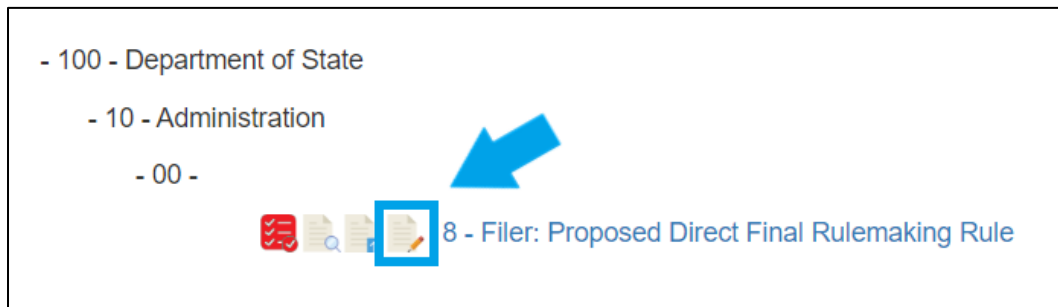 - 100 - Department of State
- 10 - Administration
- 00 -
8 - Filer: Proposed Direct Final Rulemaking Rule